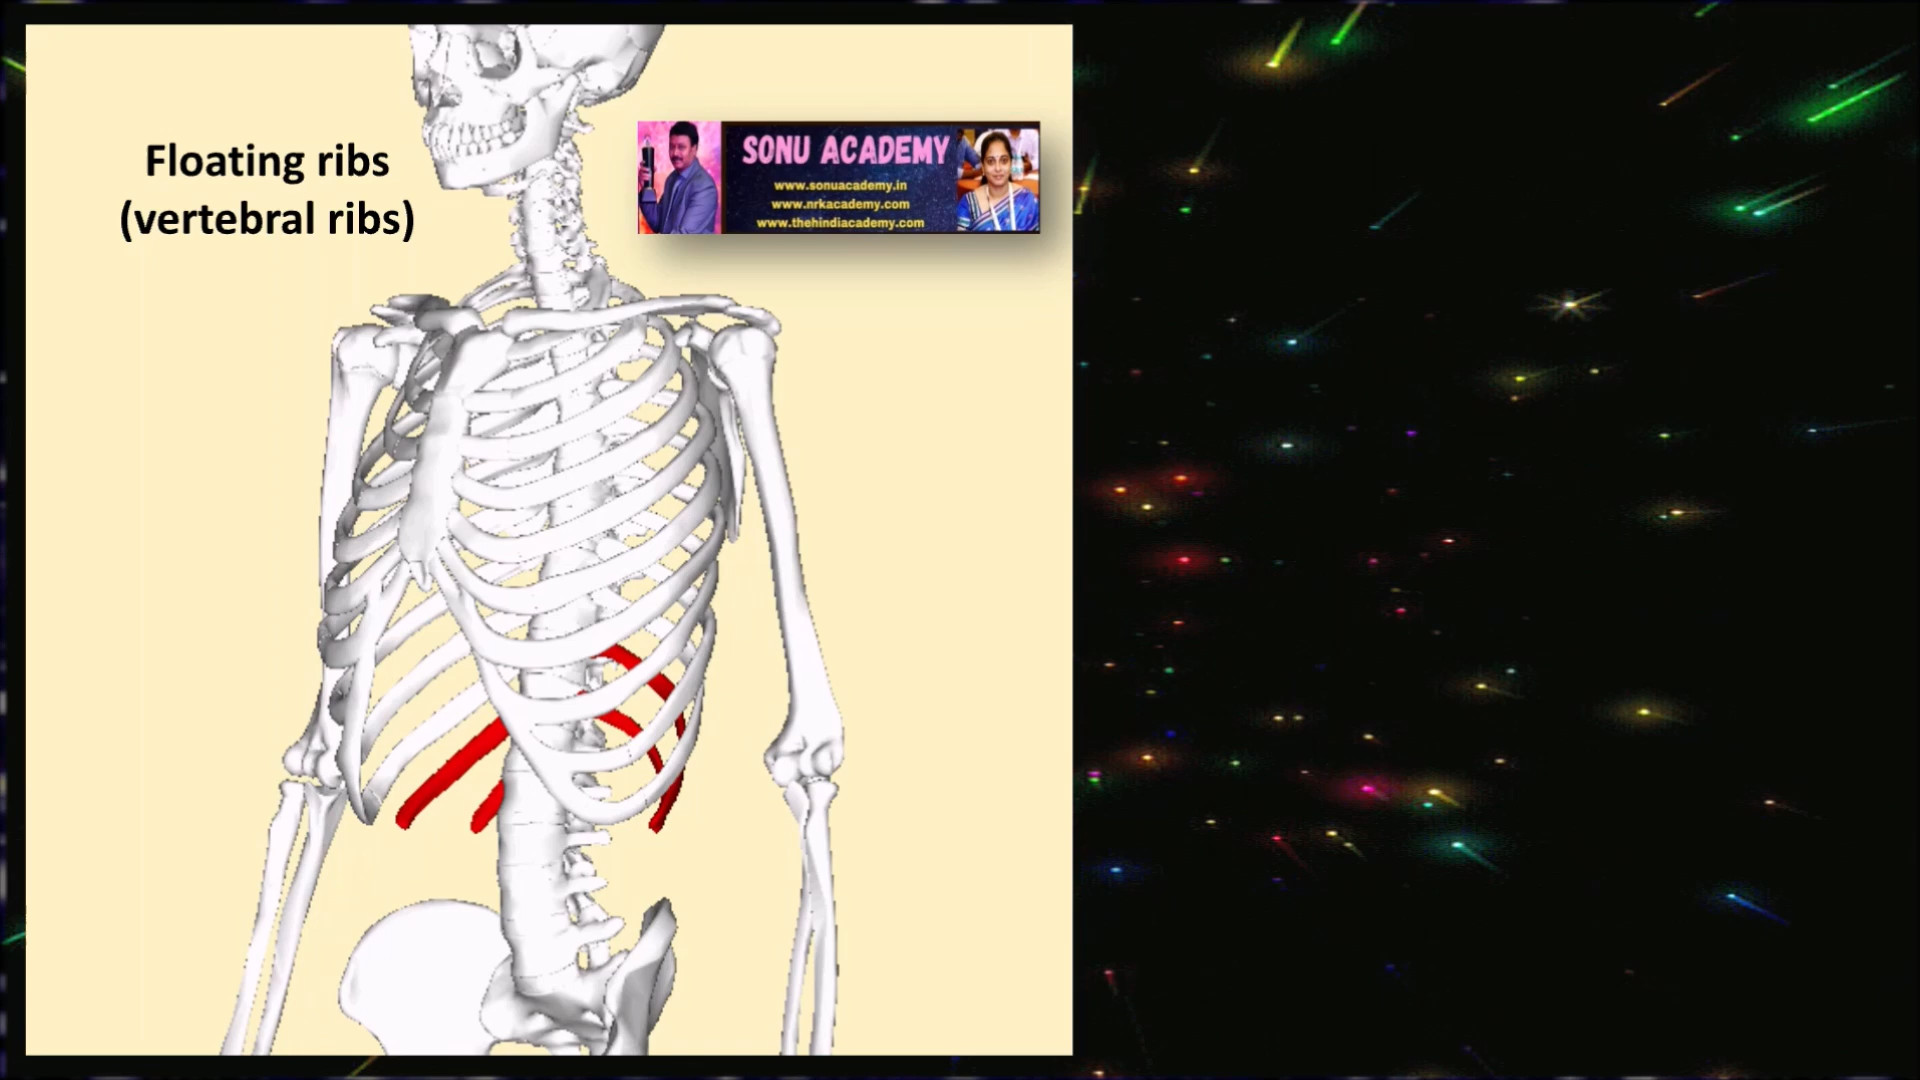 Floating ribs
(vertebral ribs)
SONU ACADEMY
www.sonuacademy.in
www.nrkacademy.com
www.thehindiacademy.com